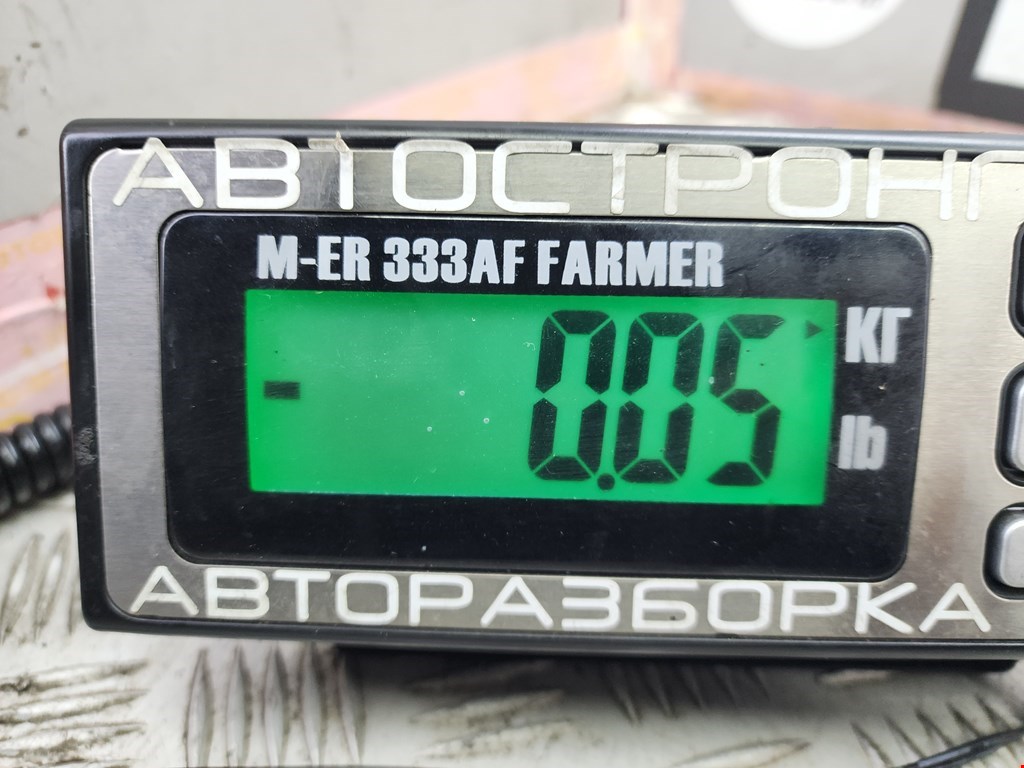 АВТОСТРОНГ
M-ER 333AF FARMER
- 0.05
КГ
lb
АВТОРАЗБОРКА